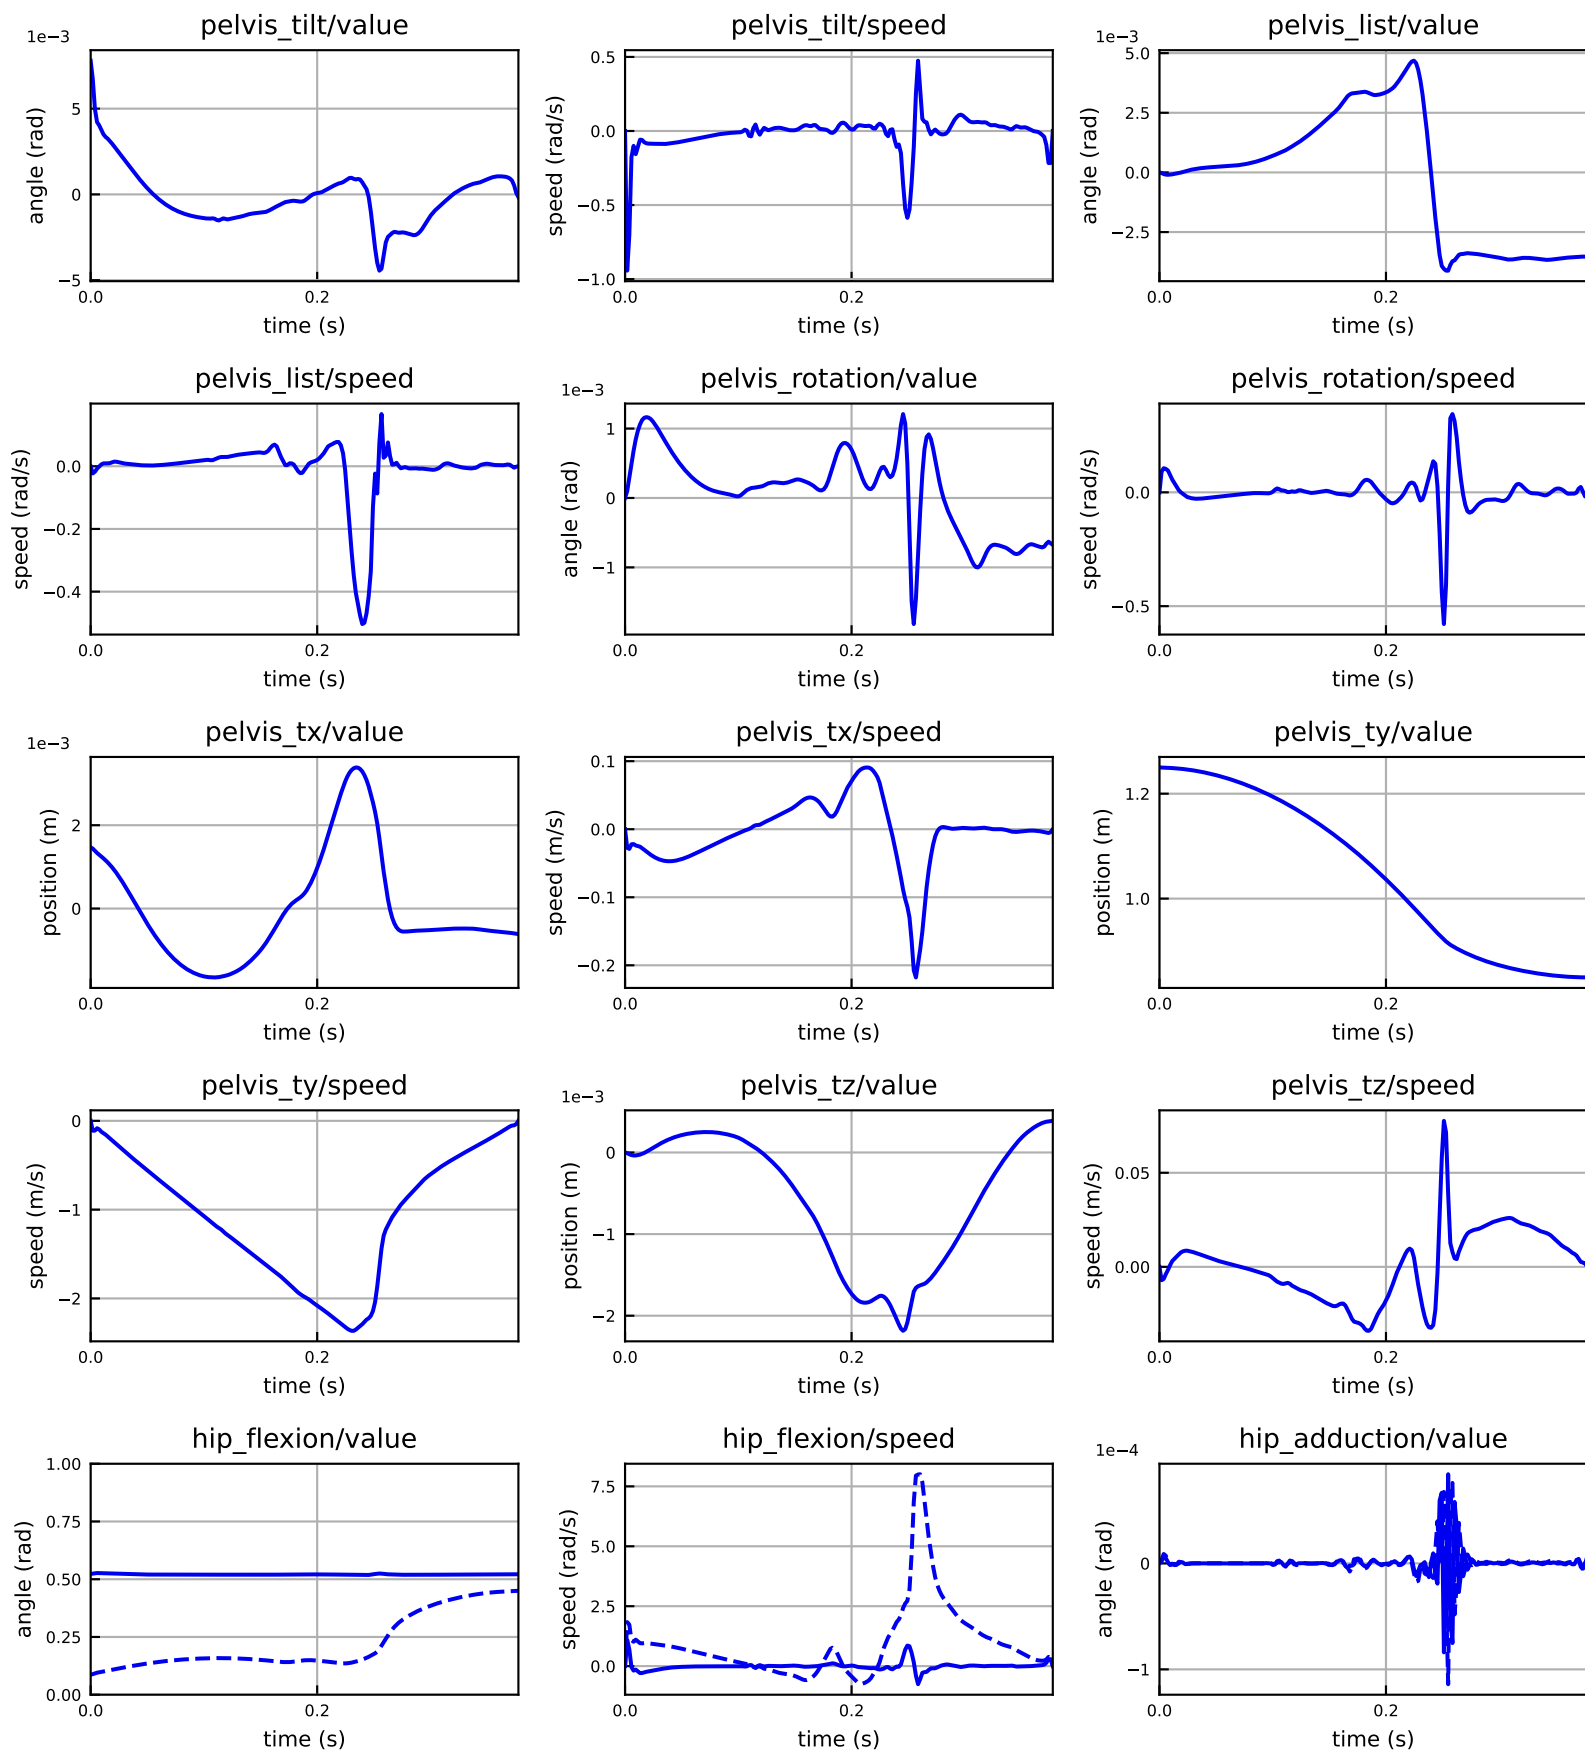 pelvis_tilt/value
1e−3
angle (rad)
5
0
−5
0.0 0.2
time (s)
pelvis_tilt/speed
speed (rad/s)
0.5
0.0
−0.5
−1.0
0.0 0.2
time (s)
pelvis_list/value
1e−3
angle (rad)
5.0
2.5
0.0
−2.5
0.0 0.2
time (s)
pelvis_list/speed
speed (rad/s)
0.0
−0.2
−0.4
0.0 0.2
time (s)
pelvis_rotation/value
1e−3
angle (rad)
1
0
−1
0.0 0.2
time (s)
pelvis_rotation/speed
speed (rad/s)
0.0
−0.5
0.0 0.2
time (s)
pelvis_tx/value
1e−3
position (m)
2
0
0.0 0.2
time (s)
pelvis_tx/speed
speed (m/s)
0.1
0.0
−0.1
−0.2
0.0 0.2
time (s)
pelvis_ty/value
position (m)
1.2
1.0
0.0 0.2
time (s)
pelvis_ty/speed
speed (m/s)
0
−1
−2
0.0 0.2
time (s)
pelvis_tz/value
1e−3
position (m)
0
−1
−2
0.0 0.2
time (s)
pelvis_tz/speed
speed (m/s)
0.05
0.00
0.0 0.2
time (s)
hip_flexion/value
angle (rad)
1.00
0.75
0.50
0.25
0.00
0.0 0.2
time (s)
hip_flexion/speed
speed (rad/s)
7.5
5.0
2.5
0.0
0.0 0.2
time (s)
hip_adduction/value
1e−4
angle (rad)
0
−1
0.0 0.2
time (s)